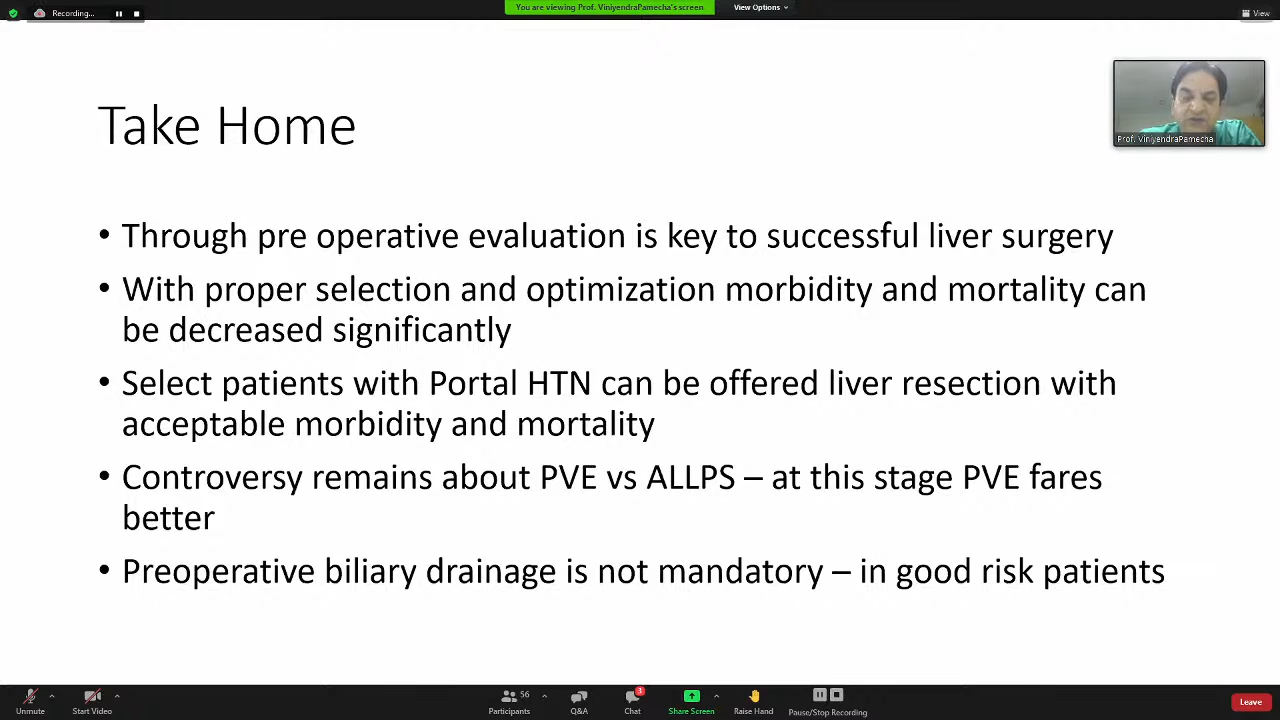 Recording...
You are viewing Prof. ViniyendraPamecha's screen
View Options
View
Prof. ViniyendraPamecha
Take Home
• Through pre operative evaluation is key to successful liver surgery
• With proper selection and optimization morbidity and mortality can
be decreased significantly
• Select patients with Portal HTN can be offered liver resection with
acceptable morbidity and mortality
• Controversy remains about PVE vs ALLPS – at this stage PVE fares
better
• Preoperative biliary drainage is not mandatory – in good risk patients
Unmute
Start Video
56
Participants
Q&A
3
Chat
Share Screen
Raise Hand
Pause/Stop Recording
Leave